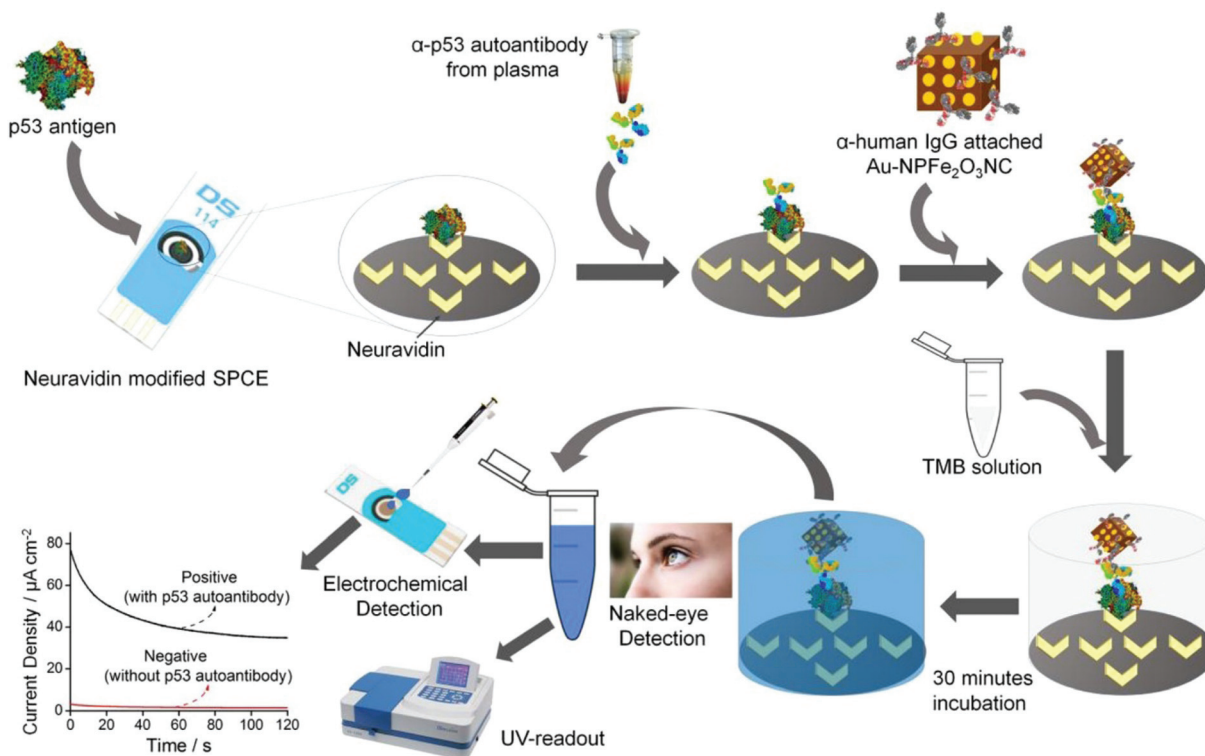 p53 antigen
α-p53 autoantibody
from plasma
α-human IgG attached
Au-NPFe₂O₃NC
DS
114
Neuravidin
Neuravidin modified SPCE
TMB solution
30 minutes
incubation
Naked-eye
Detection
DS
Electrochemical
Detection
UV-readout
Current Density / µA cm⁻²
80
60
40
20
0
Positive
(with p53 autoantibody)
Negative
(without p53 autoantibody)
0 20 40 60 80 100 120
Time / s